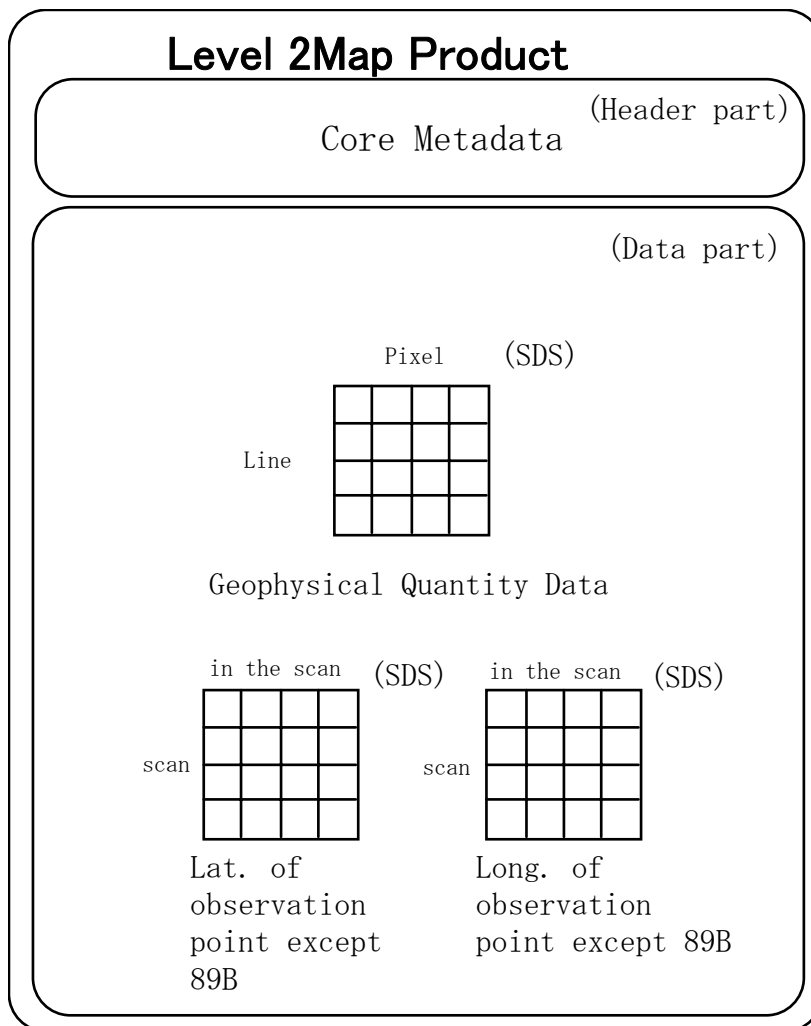 Level 2Map Product
(Header part)
Core Metadata
(Data part)
Pixel (SDS)
Line
Geophysical Quantity Data
in the scan (SDS)
scan
Lat. of
observation
point except
89B
in the scan (SDS)
scan
Long. of
observation
point except 89B